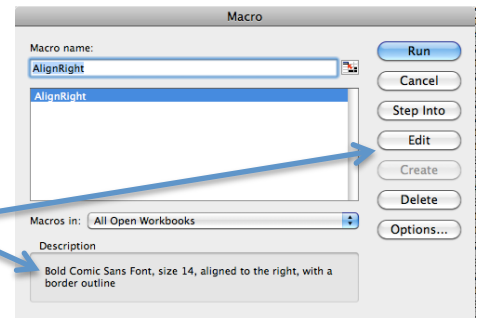 Macro
Macro name:
AlignRight
AlignRight
Run
Cancel
Step Into
Edit
Create
Delete
Options...
Macros in: All Open Workbooks
Description
Bold Comic Sans Font, size 14, aligned to the right, with a
border outline